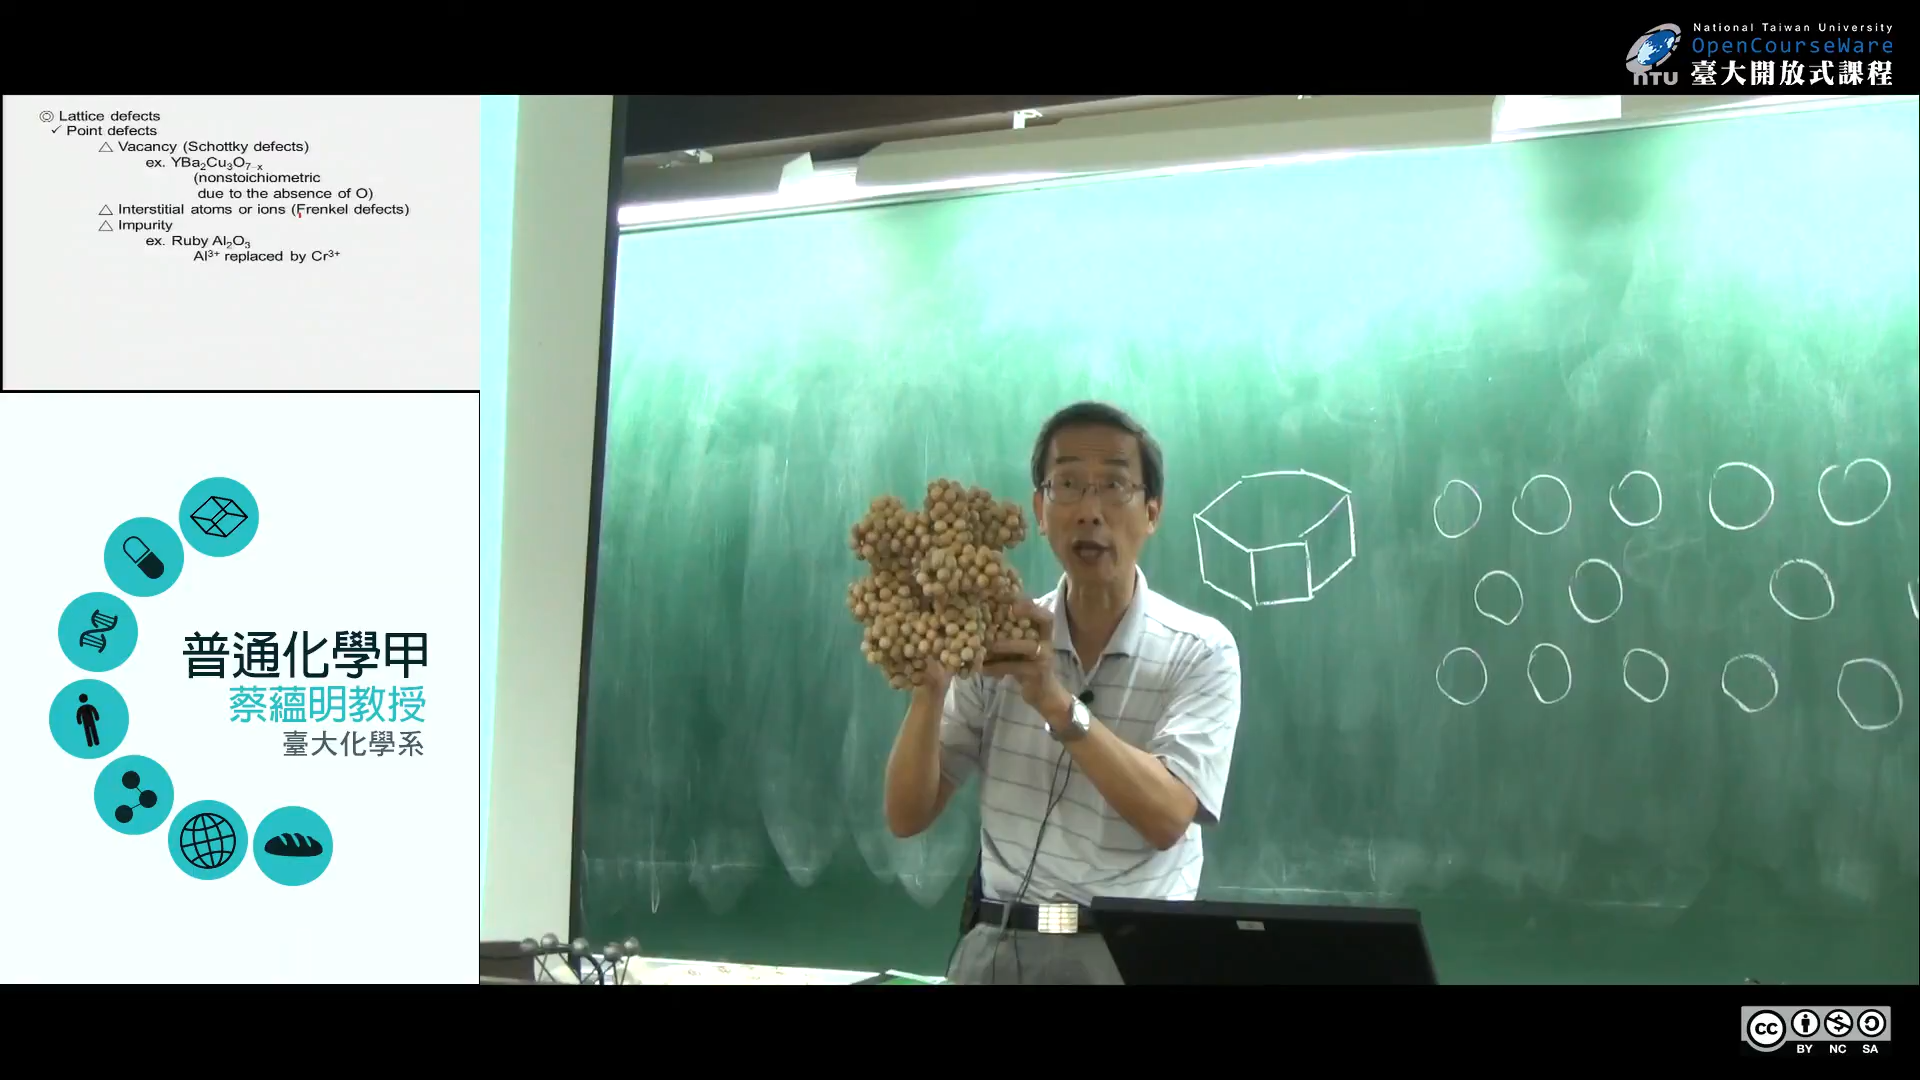 National Taiwan University
OpenCourseWare
NTU 臺大開放式課程
◎ Lattice defects
✓ Point defects
△ Vacancy (Schottky defects)
ex. YBa₂Cu₃O₇₋ₓ
(nonstoichiometric
due to the absence of O)
△ Interstitial atoms or ions (Frenkel defects)
△ Impurity
ex. Ruby Al₂O₃
Al³⁺ replaced by Cr³⁺
普通化學甲
蔡蘊明教授
臺大化學系
cc
BY NC SA